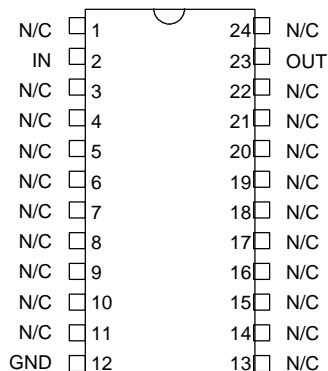 N/C 1 24 N/C
IN 2 23 OUT
N/C 3 22 N/C
N/C 4 21 N/C
N/C 5 20 N/C
N/C 6 19 N/C
N/C 7 18 N/C
N/C 8 17 N/C
N/C 9 16 N/C
N/C 10 15 N/C
N/C 11 14 N/C
GND 12 13 N/C